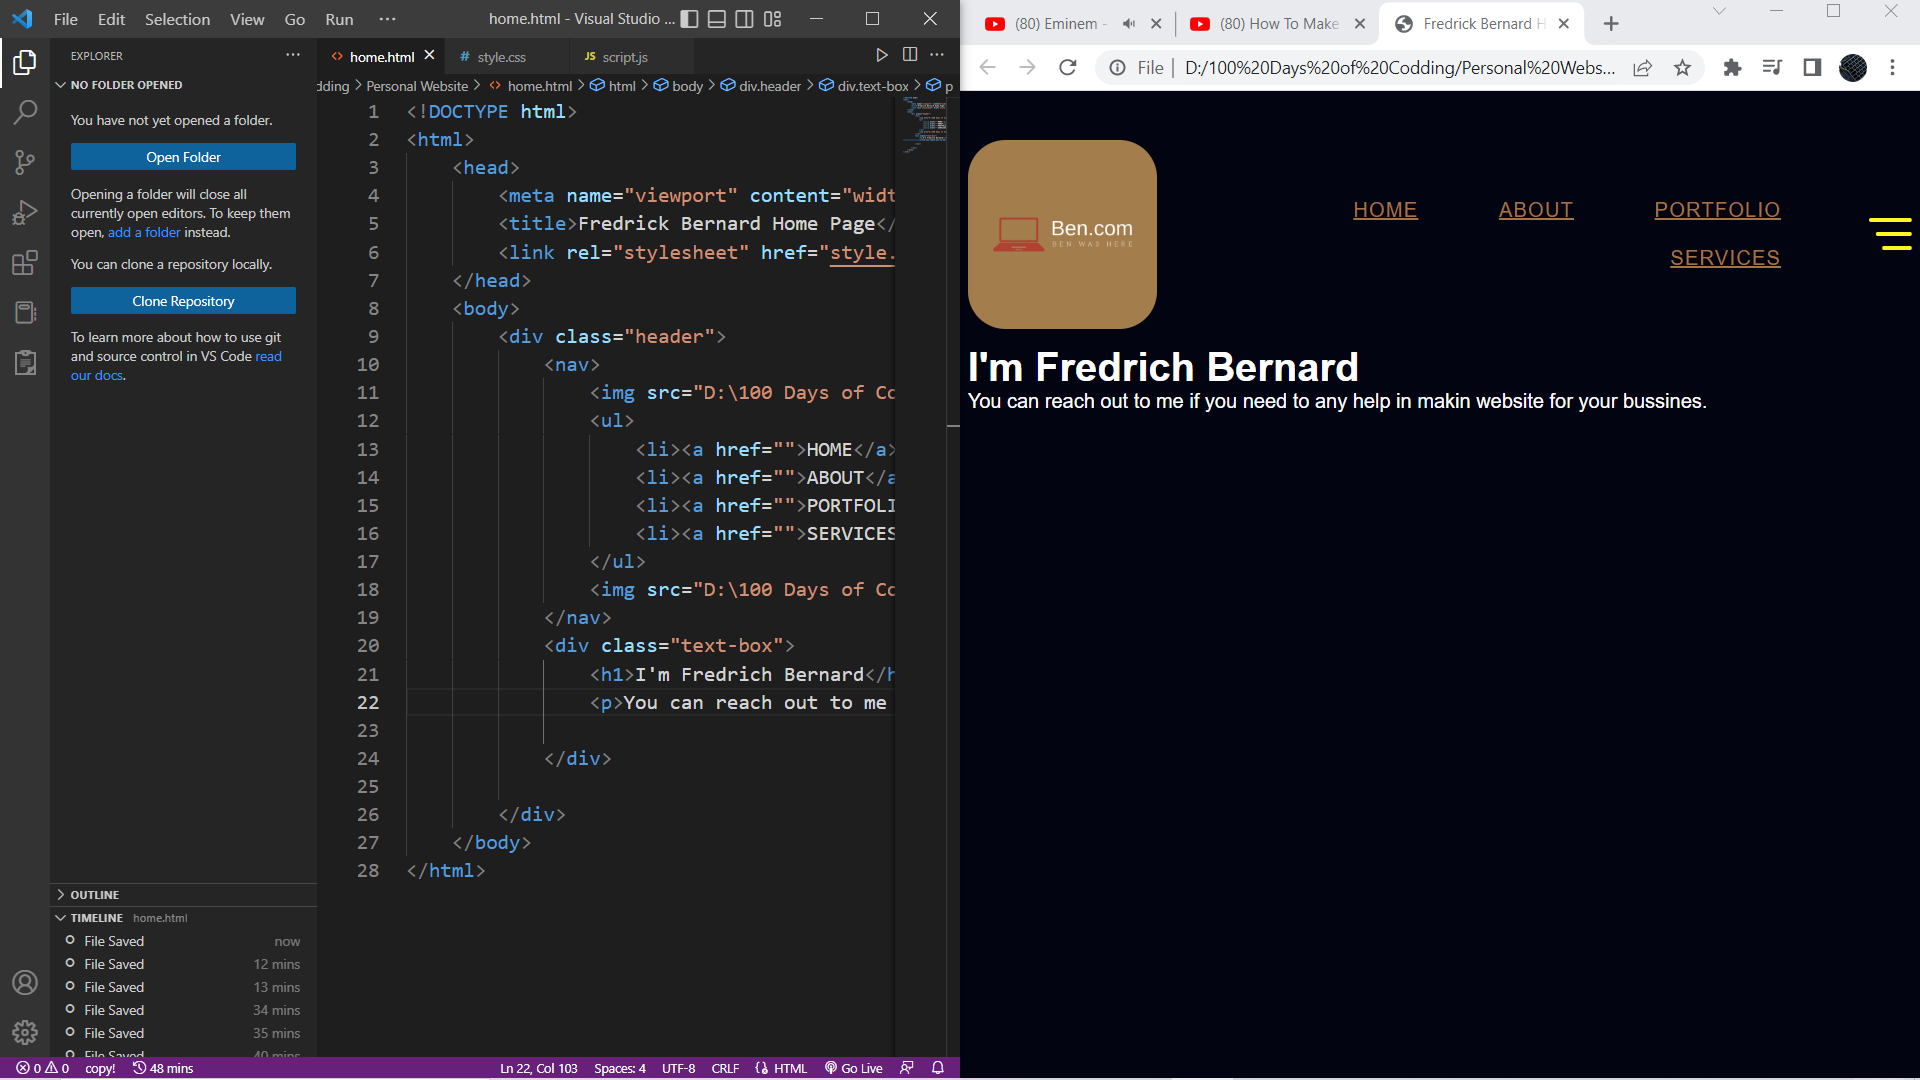 File Edit Selection View Go Run ··· home.html - Visual Studio ...
EXPLORER ···
NO FOLDER OPENED
You have not yet opened a folder.
Open Folder
Opening a folder will close all
currently open editors. To keep them
open, add a folder instead.
You can clone a repository locally.
Clone Repository
To learn more about how to use git
and source control in VS Code read
our docs.
OUTLINE
TIMELINE home.html
File Saved now
File Saved 12 mins
File Saved 13 mins
File Saved 34 mins
File Saved 35 mins
File Saved 40 mins
home.html # style.css JS script.js
dding > Personal Website > home.html > html > body > div.header > div.text-box > p
1 <!DOCTYPE html>
2 <html>
3 <head>
4 <meta name="viewport" content="widt
5 <title>Fredrick Bernard Home Page</
6 <link rel="stylesheet" href="style.
7 </head>
8 <body>
9 <div class="header">
10 <nav>
11 <img src="D:\100 Days of Co
12 <ul>
13 <li><a href="">HOME</a>
14 <li><a href="">ABOUT</a
15 <li><a href="">PORTFOLI
16 <li><a href="">SERVICES
17 </ul>
18 <img src="D:\100 Days of Co
19 </nav>
20 <div class="text-box">
21 <h1>I'm Fredrich Bernard</h
22 <p>You can reach out to me
23
24 </div>
25
26 </div>
27 </body>
28 </html>
0 0 copy! 48 mins Ln 22, Col 103 Spaces: 4 UTF-8 CRLF HTML Go Live
(80) Eminem - (80) How To Make Fredrick Bernard H
File | D:/100%20Days%20of%20Codding/Personal%20Webs...
Ben.com
BEN WAS HERE
HOME ABOUT PORTFOLIO
SERVICES
I'm Fredrich Bernard
You can reach out to me if you need to any help in makin website for your bussines.